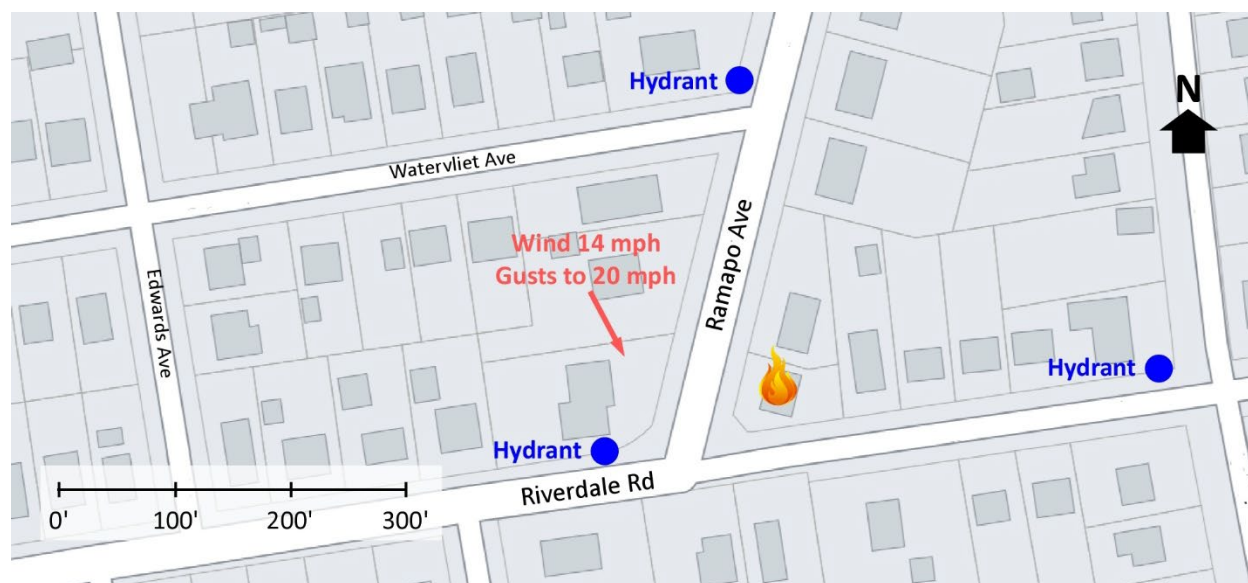 Hydrant
N
Watervliet Ave
Wind 14 mph
Gusts to 20 mph
Ramapo Ave
Edwards Ave
Hydrant
Hydrant
Riverdale Rd
0' 100' 200' 300'